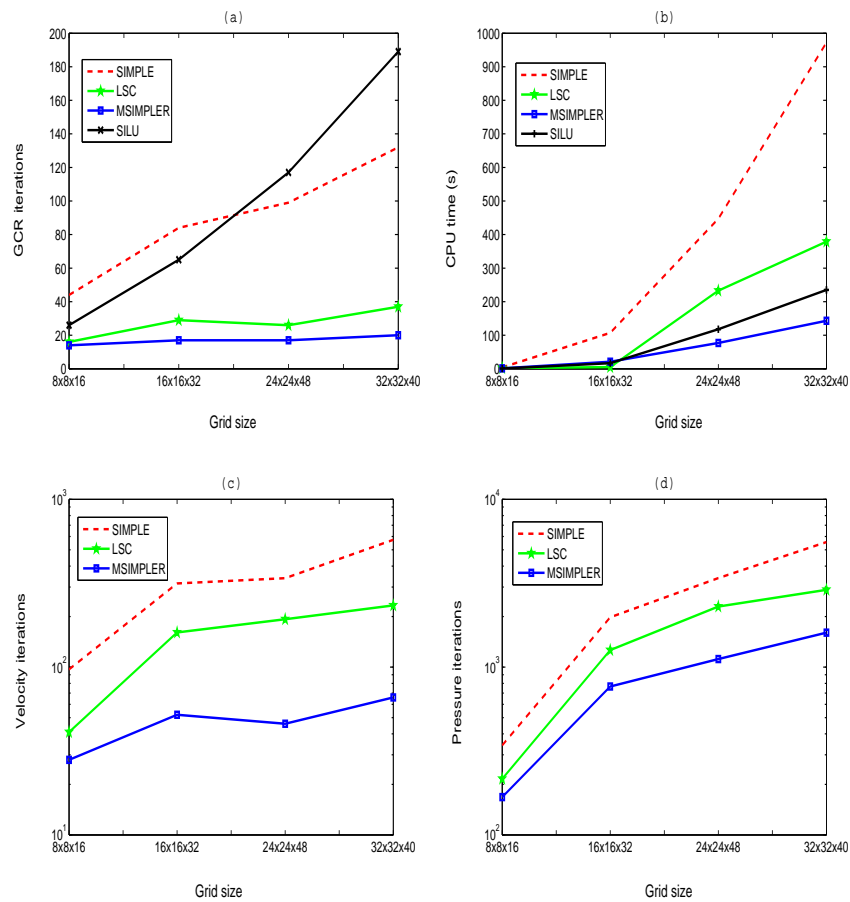 (a)
200
180
160
140
120
100
80
60
40
20
0
GCR iterations
SIMPLE
LSC
MSIMPLER
SILU
8x8x16
16x16x32
24x24x48
32x32x40
Grid size
(b)
1000
900
800
700
600
500
400
300
200
100
0
CPU time (s)
SIMPLE
LSC
MSIMPLER
SILU
8x8x16
16x16x32
24x24x48
32x32x40
Grid size
(c)
10^3
10^2
10^1
Velocity iterations
SIMPLE
LSC
MSIMPLER
8x8x16
16x16x32
24x24x48
32x32x40
Grid size
(d)
10^4
10^3
10^2
Pressure iterations
SIMPLE
LSC
MSIMPLER
8x8x16
16x16x32
24x24x48
32x32x40
Grid size